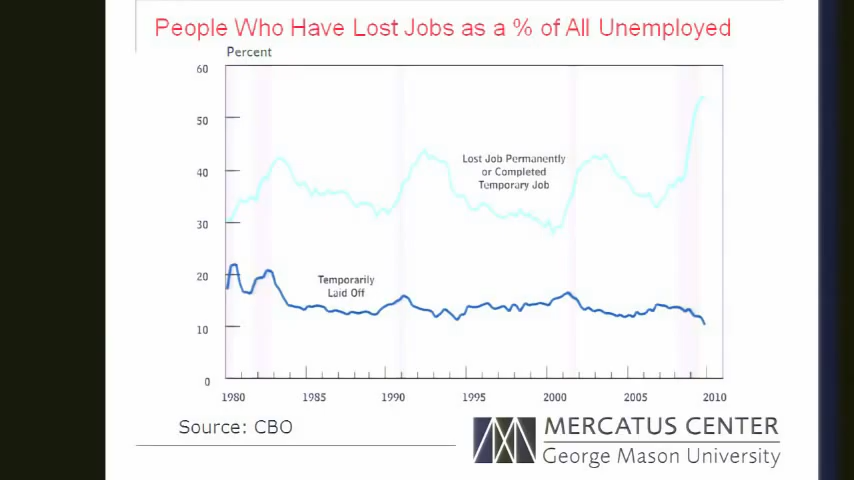 People Who Have Lost Jobs as a % of All Unemployed
Percent
60
50
40
30
20
10
0
Lost Job Permanently
or Completed
Temporary Job
Temporarily
Laid Off
1980 1985 1990 1995 2000 2005 2010
Source: CBO
MERCATUS CENTER
George Mason University